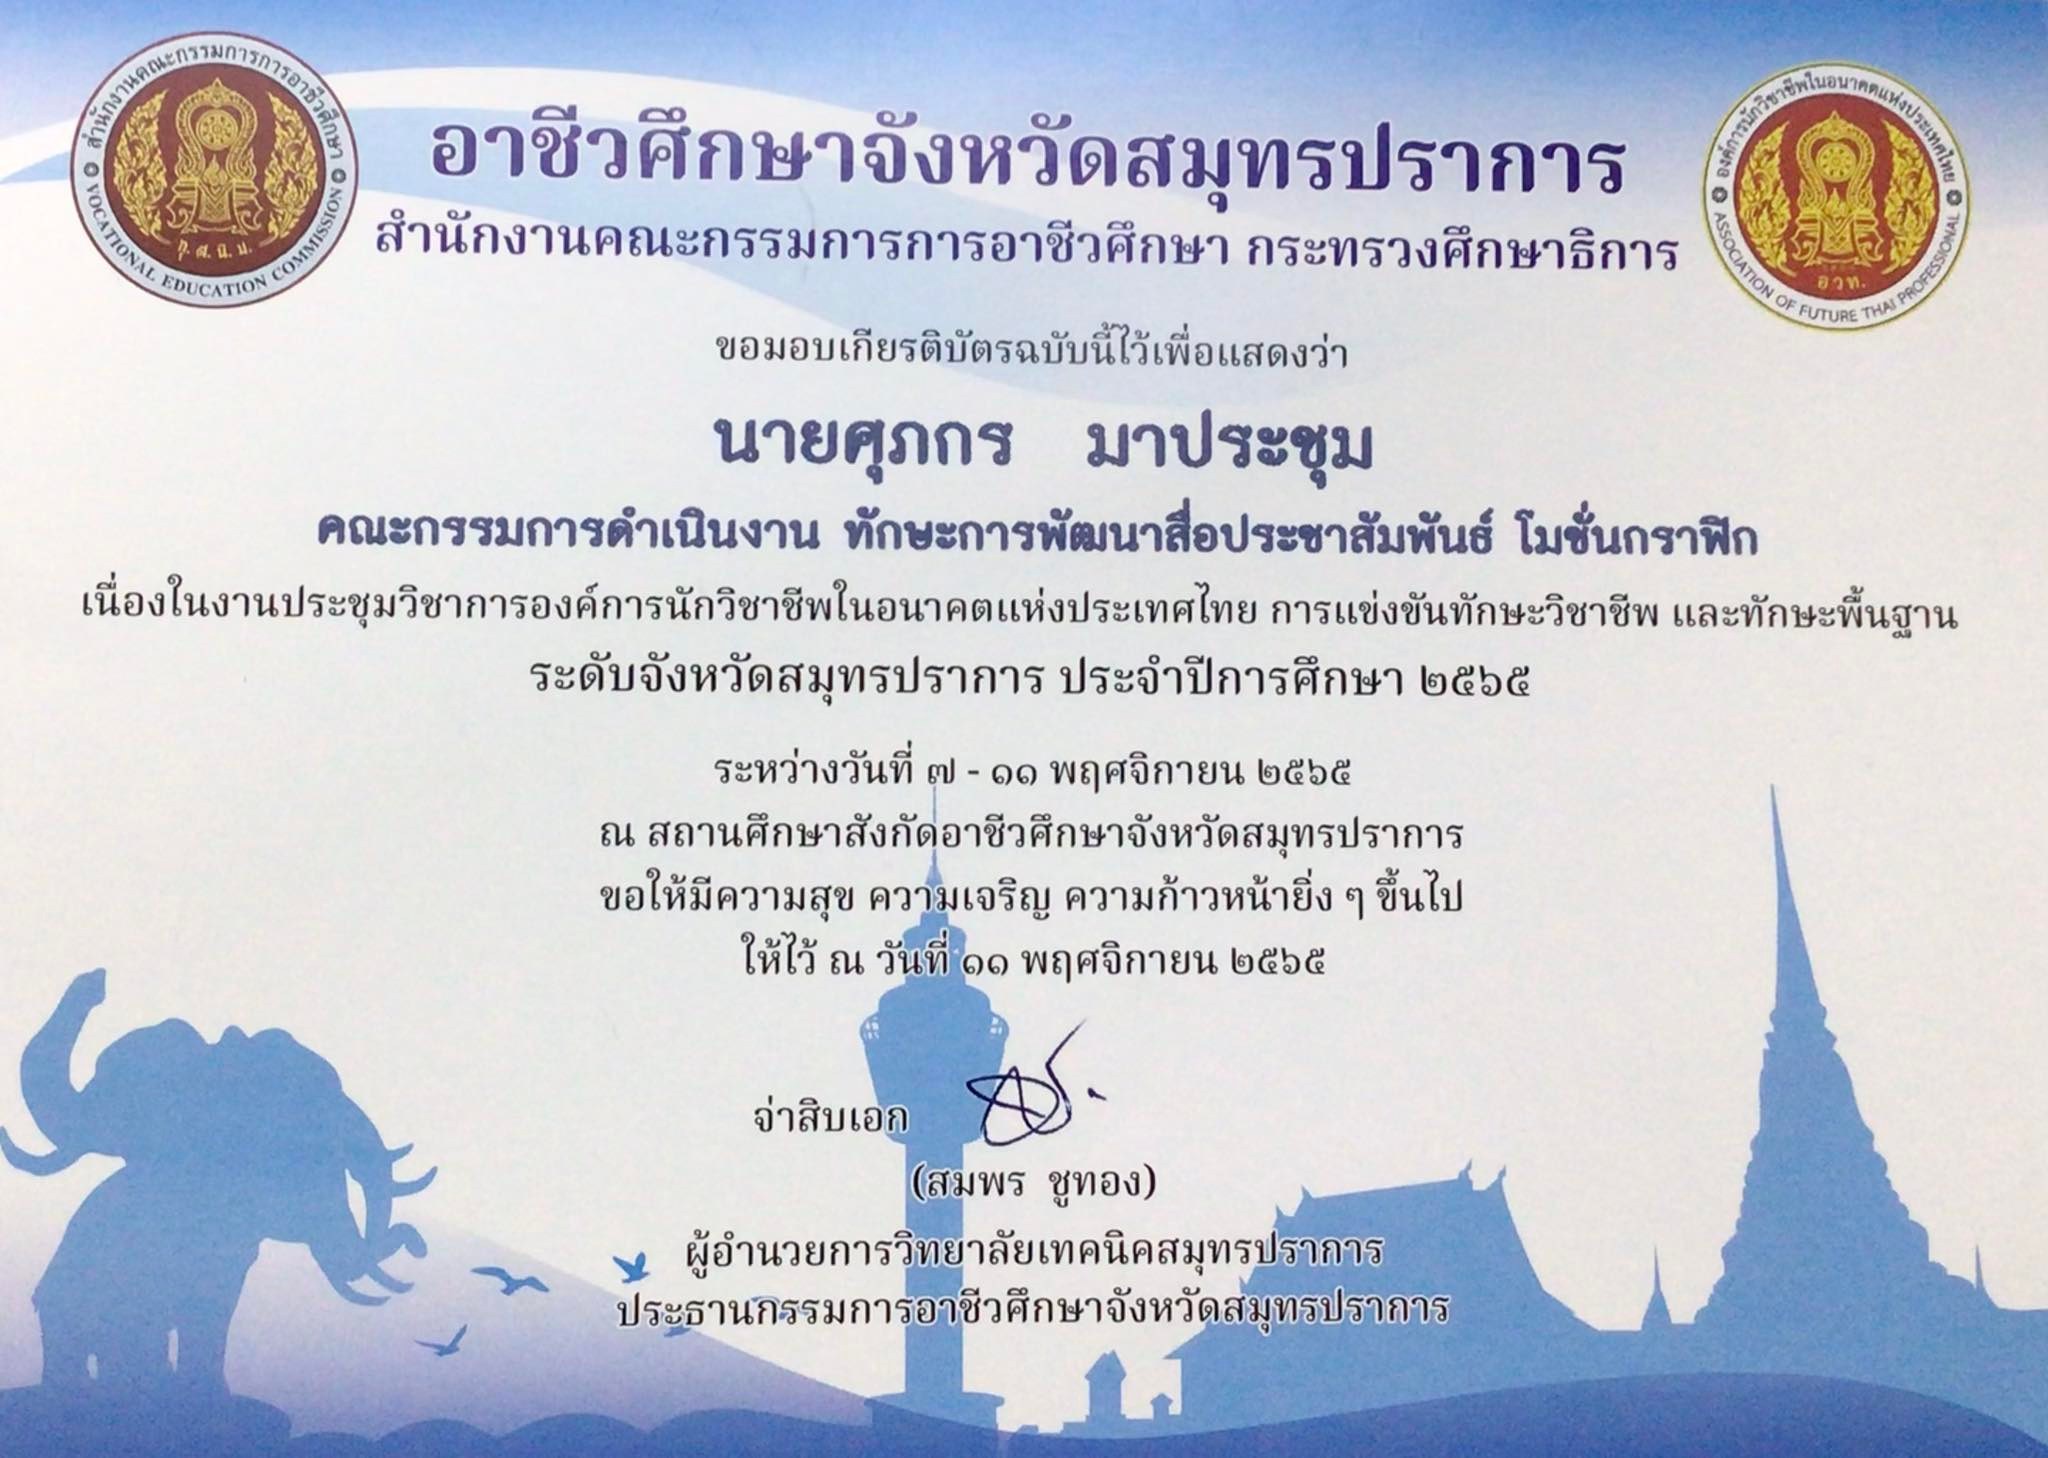 สำนักงานคณะกรรมการการอาชีวศึกษา
VOCATIONAL EDUCATION COMMISSION
ทุ. ส. นิ. ม.
องค์การนักวิชาชีพในอนาคตแห่งประเทศไทย
อวท.
ASSOCIATION OF FUTURE THAI PROFESSIONAL
อาชีวศึกษาจังหวัดสมุทรปราการ
สำนักงานคณะกรรมการการอาชีวศึกษา กระทรวงศึกษาธิการ
ขอมอบเกียรติบัตรฉบับนี้ไว้เพื่อแสดงว่า
นายศุภกร มาประชุม
คณะกรรมการดำเนินงาน ทักษะการพัฒนาสื่อประชาสัมพันธ์ โมชั่นกราฟิก
เนื่องในงานประชุมวิชาการองค์การนักวิชาชีพในอนาคตแห่งประเทศไทย การแข่งขันทักษะวิชาชีพ และทักษะพื้นฐาน
ระดับจังหวัดสมุทรปราการ ประจำปีการศึกษา ๒๕๖๕
ระหว่างวันที่ ๗ - ๑๑ พฤศจิกายน ๒๕๖๕
ณ สถานศึกษาสังกัดอาชีวศึกษาจังหวัดสมุทรปราการ
ขอให้มีความสุข ความเจริญ ความก้าวหน้ายิ่ง ๆ ขึ้นไป
ให้ไว้ ณ วันที่ ๑๑ พฤศจิกายน ๒๕๖๕
จ่าสิบเอก
(สมพร ชูทอง)
ผู้อำนวยการวิทยาลัยเทคนิคสมุทรปราการ
ประธานกรรมการอาชีวศึกษาจังหวัดสมุทรปราการ